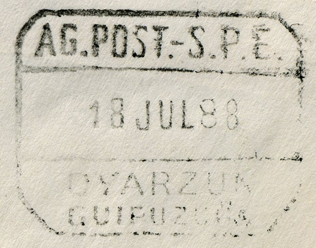 AG.POST.-S.P.E.
18 JUL 88
OYARZUN
GUIPUZCOA